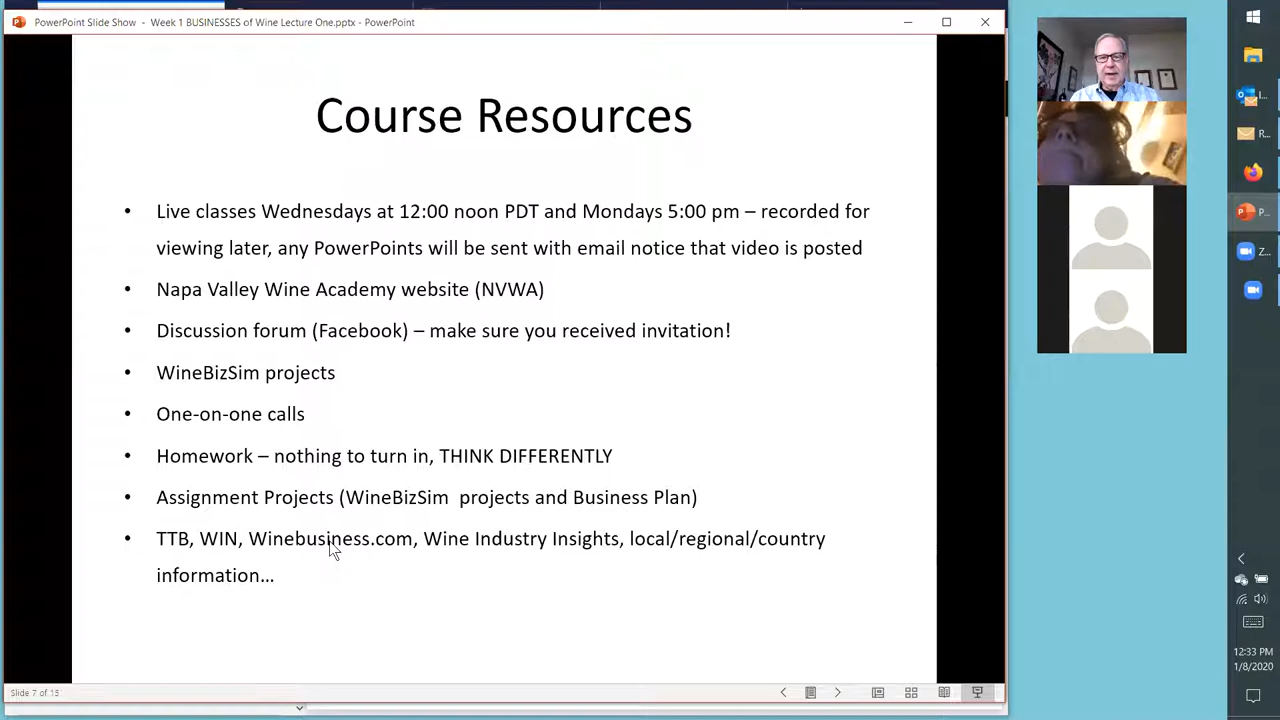 PowerPoint Slide Show - Week 1 BUSINESSES of Wine Lecture One.pptx - PowerPoint
Course Resources
• Live classes Wednesdays at 12:00 noon PDT and Mondays 5:00 pm – recorded for
viewing later, any PowerPoints will be sent with email notice that video is posted
• Napa Valley Wine Academy website (NVWA)
• Discussion forum (Facebook) – make sure you received invitation!
• WineBizSim projects
• One-on-one calls
• Homework – nothing to turn in, THINK DIFFERENTLY
• Assignment Projects (WineBizSim  projects and Business Plan)
• TTB, WIN, Winebusiness.com, Wine Industry Insights, local/regional/country
information…
Slide 7 of 15
I...
R...
P...
Z...
12:33 PM
1/8/2020